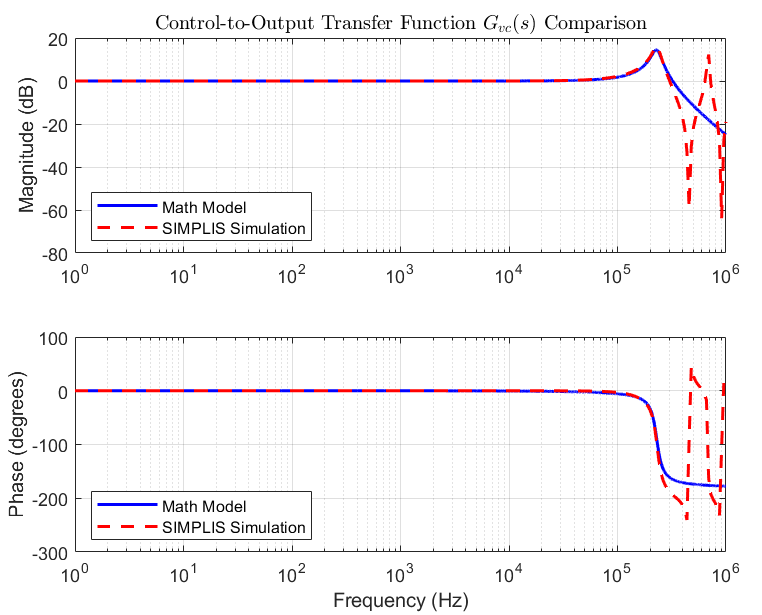 Control-to-Output Transfer Function $G_{vc}(s)$ Comparison
Magnitude (dB)
20
0
-20
-40
-60
-80
Math Model
SIMPLIS Simulation
10^0 10^1 10^2 10^3 10^4 10^5 10^6
Phase (degrees)
100
0
-100
-200
-300
Math Model
SIMPLIS Simulation
10^0 10^1 10^2 10^3 10^4 10^5 10^6
Frequency (Hz)